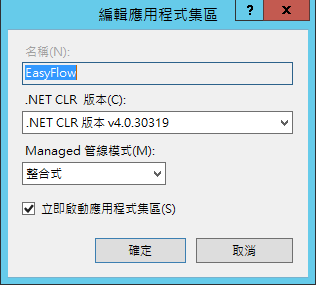 編輯應用程式集區
? x
名稱(N):
EasyFlow
.NET CLR 版本(C):
.NET CLR 版本 v4.0.30319
Managed 管線模式(M):
整合式
立即啟動應用程式集區(S)
確定 取消